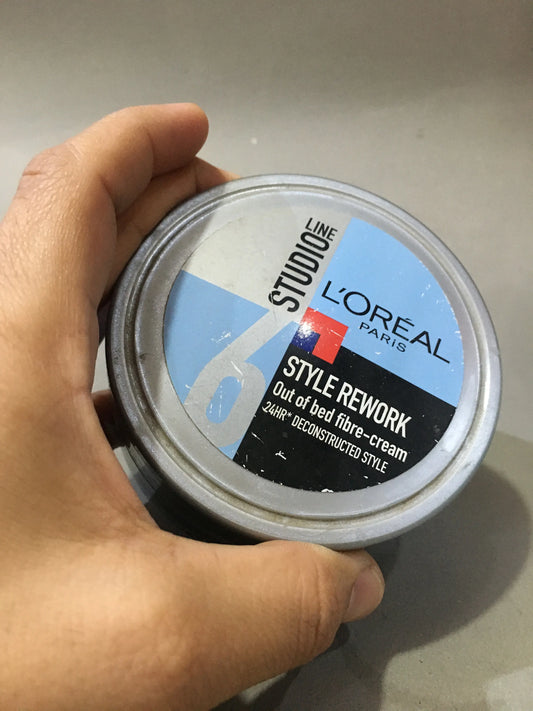 STUDIO
LINE
L'ORÉAL
PARIS
6
STYLE REWORK
Out of bed fibre-cream
24HR* DECONSTRUCTED STYLE